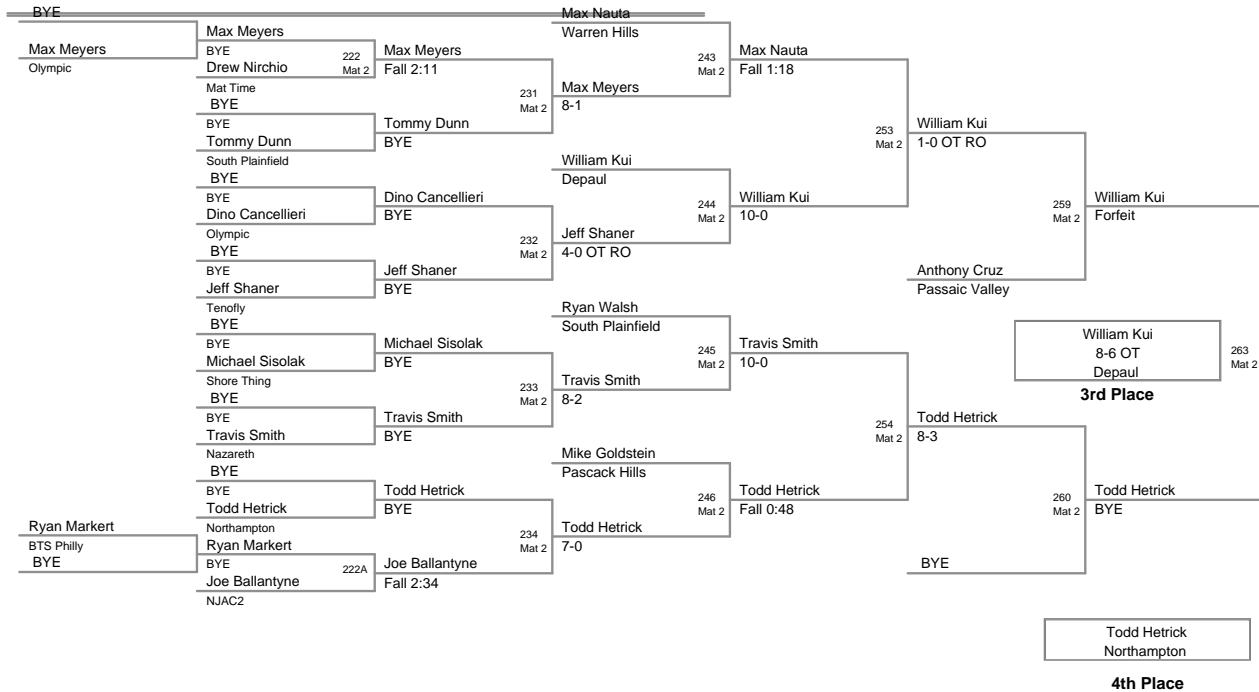 BYE
Max Meyers
Olympic
Max Meyers
BYE
Drew Nirchio
Mat Time
222
Mat 2
Max Meyers
Fall 2:11
BYE
BYE
Tommy Dunn
South Plainfield
Tommy Dunn
BYE
231
Mat 2
Max Meyers
8-1
Max Nauta
Warren Hills
243
Mat 2
Max Nauta
Fall 1:18
BYE
BYE
Dino Cancellieri
Olympic
Dino Cancellieri
BYE
BYE
BYE
Jeff Shaner
Tenofly
Jeff Shaner
BYE
232
Mat 2
Jeff Shaner
4-0 OT RO
William Kui
Depaul
244
Mat 2
William Kui
10-0
253
Mat 2
William Kui
1-0 OT RO
Anthony Cruz
Passaic Valley
259
Mat 2
William Kui
Forfeit
BYE
BYE
Michael Sisolak
Shore Thing
Michael Sisolak
BYE
BYE
BYE
Travis Smith
Nazareth
Travis Smith
BYE
233
Mat 2
Travis Smith
8-2
Ryan Walsh
South Plainfield
245
Mat 2
Travis Smith
10-0
BYE
BYE
Todd Hetrick
Northampton
Todd Hetrick
BYE
Ryan Markert
BTS Philly
BYE
Ryan Markert
BYE
Joe Ballantyne
NJAC2
222A
Joe Ballantyne
Fall 2:34
234
Mat 2
Todd Hetrick
7-0
Mike Goldstein
Pascack Hills
246
Mat 2
Todd Hetrick
Fall 0:48
254
Mat 2
Todd Hetrick
8-3
BYE
260
Mat 2
Todd Hetrick
BYE
William Kui
8-6 OT
Depaul
263
Mat 2
3rd Place
Todd Hetrick
Northampton
4th Place